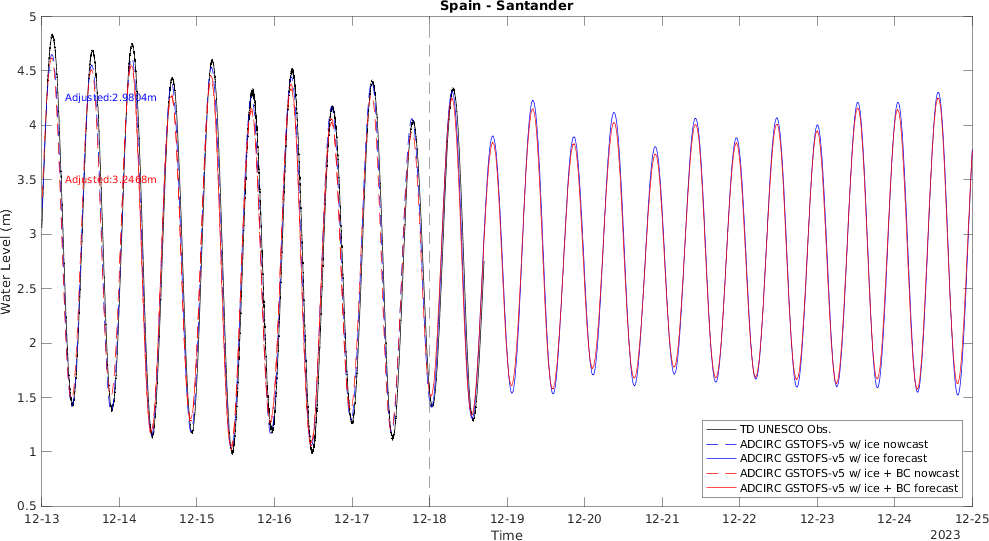 Spain - Santander
Water Level (m)
5
4.5
4
3.5
3
2.5
2
1.5
1
0.5
Adjusted:2.9804m
Adjusted:3.2468m
TD UNESCO Obs.
ADCIRC GSTOFS-v5 w/ ice nowcast
ADCIRC GSTOFS-v5 w/ ice forecast
ADCIRC GSTOFS-v5 w/ ice + BC nowcast
ADCIRC GSTOFS-v5 w/ ice + BC forecast
12-13 12-14 12-15 12-16 12-17 12-18 12-19 12-20 12-21 12-22 12-23 12-24 12-25
Time
2023